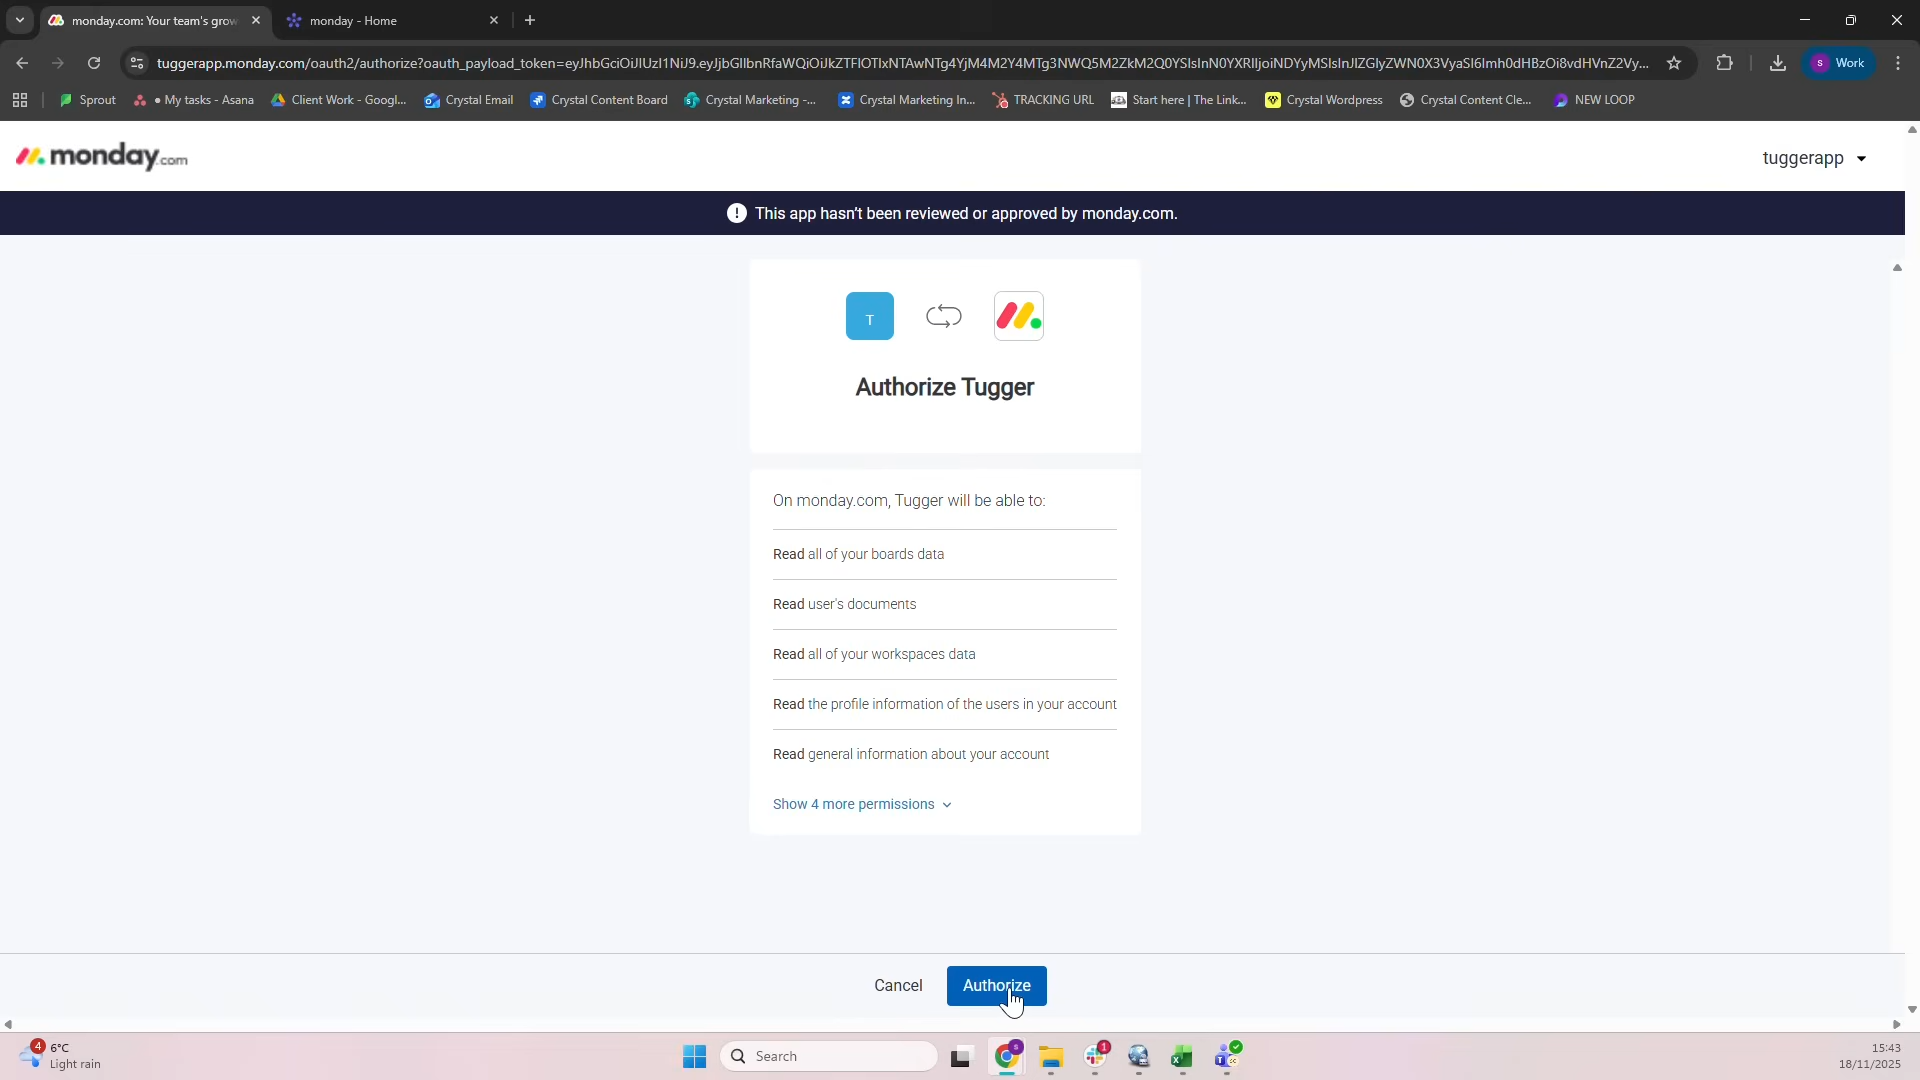 monday.com: Your team's grow
monday - Home
tuggerapp.monday.com/oauth2/authorize?oauth_payload_token=
Work
Sprout
• My tasks - Asana
Client Work - Googl...
Crystal Email
Crystal Content Board
Crystal Marketing -...
Crystal Marketing In...
TRACKING URL
Start here | The Link...
Crystal Wordpress
Crystal Content Cle...
NEW LOOP
monday.com
tuggerapp
This app hasn't been reviewed or approved by monday.com.
T
Authorize Tugger
On monday.com, Tugger will be able to:
Read all of your boards data
Read user's documents
Read all of your workspaces data
Read the profile information of the users in your account
Read general information about your account
Show 4 more permissions
Cancel
Authorize
4
6°C
Light rain
Search
1
15:43
18/11/2025